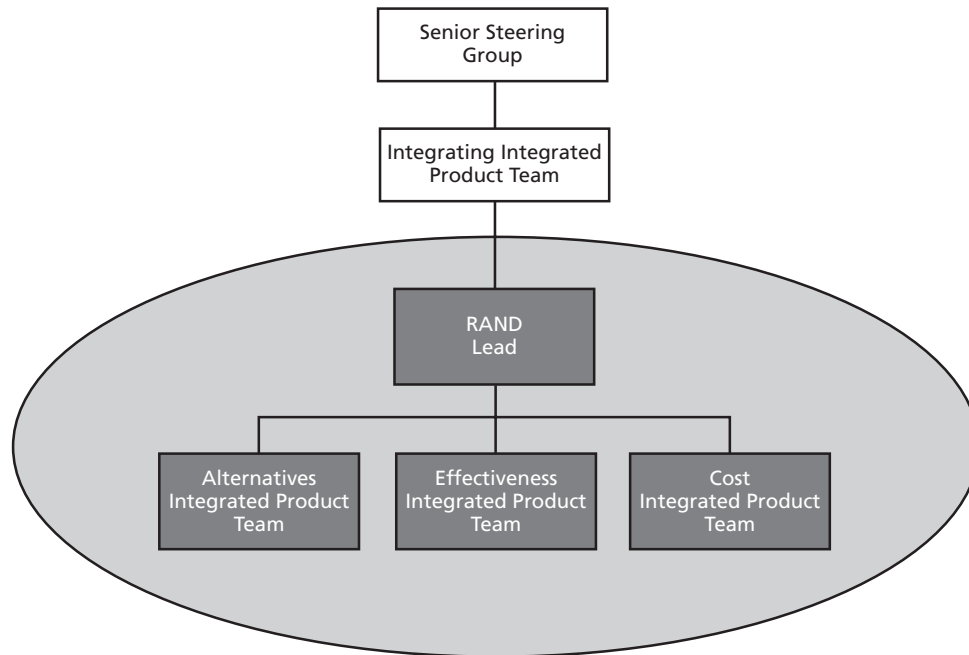 Senior Steering
Group
Integrating Integrated
Product Team
RAND
Lead
Alternatives
Integrated Product
Team
Effectiveness
Integrated Product
Team
Cost
Integrated Product
Team